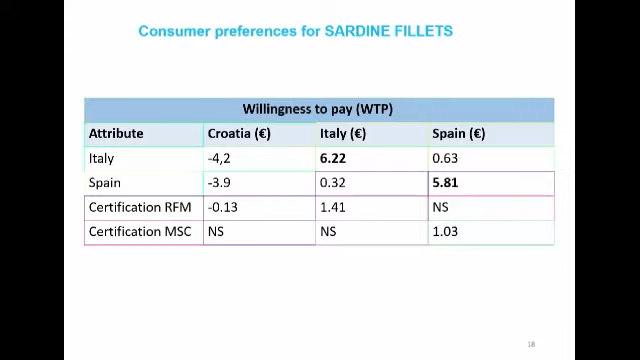 Consumer preferences for SARDINE FILLETS
Willingness to pay (WTP)
Attribute Croatia (€) Italy (€) Spain (€)
Italy -4,2 6.22 0.63
Spain -3.9 0.32 5.81
Certification RFM -0.13 1.41 NS
Certification MSC NS NS 1.03
18